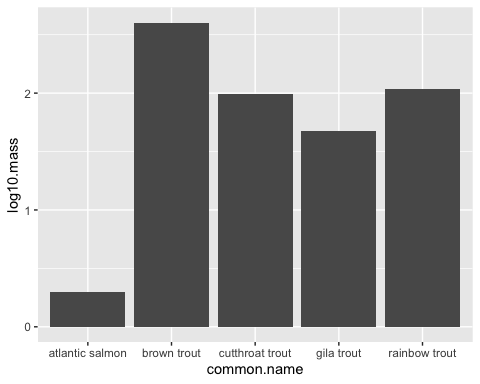 log10.mass
2
1
0
atlantic salmon
brown trout
cutthroat trout
gila trout
rainbow trout
common.name